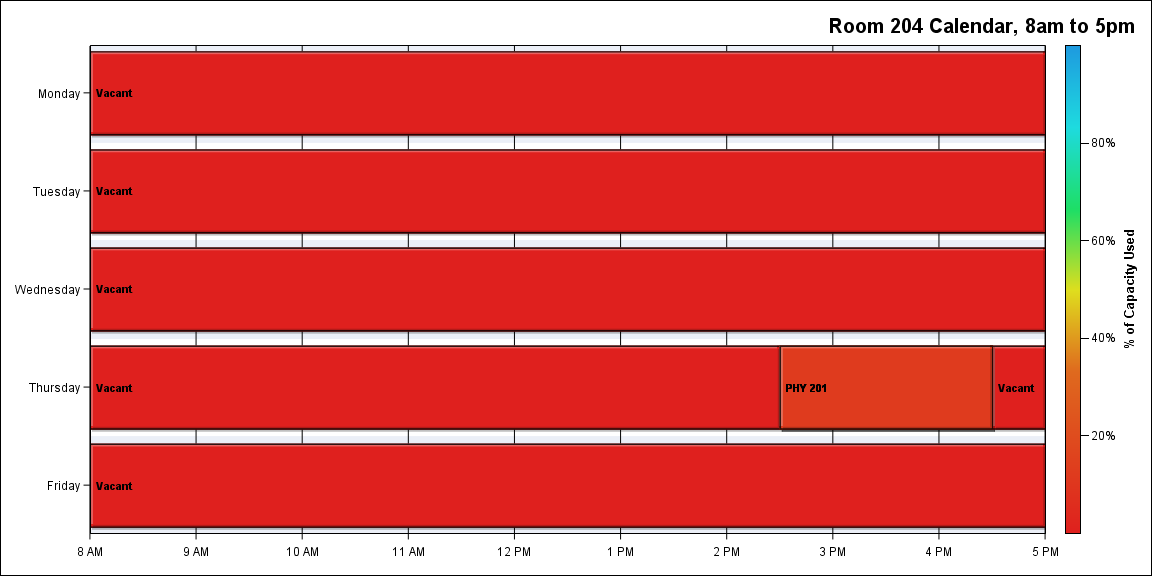 Room 204 Calendar, 8am to 5pm
Monday
Vacant
80%
Tuesday
Vacant
60%
% of Capacity Used
Wednesday
Vacant
40%
Thursday
Vacant
PHY 201
Vacant
20%
Friday
Vacant
8 AM
9 AM
10 AM
11 AM
12 PM
1 PM
2 PM
3 PM
4 PM
5 PM